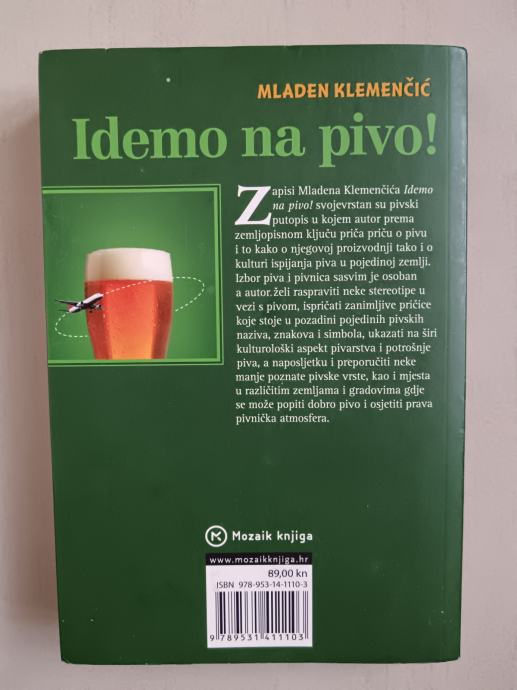 MLADEN KLEMENČIĆ
Idemo na pivo!
Zapisi Mladena Klemenčića Idemo
na pivo! svojevrstan su pivski
putopis u kojem autor prema
zemljopisnom ključu priča priču o pivu
i to kako o njegovoj proizvodnji tako i o
kulturi ispijanja piva u pojedinoj zemlji.
Izbor piva i pivnica sasvim je osoban
a autor želi raspraviti neke stereotipe u
vezi s pivom, ispričati zanimljive pričice
koje stoje u pozadini pojedinih pivskih
naziva, znakova i simbola, ukazati na širi
kulturološki aspekt pivarstva i potrošnje
piva, a naposljetku i preporučiti neke
manje poznate pivske vrste, kao i mjesta
u različitim zemljama i gradovima gdje
se može popiti dobro pivo i osjetiti prava
pivnička atmosfera.
Mozaik knjiga
www.mozaikknjiga.hr
89,00 kn
ISBN 978-953-14-1110-3
9 789531 411103